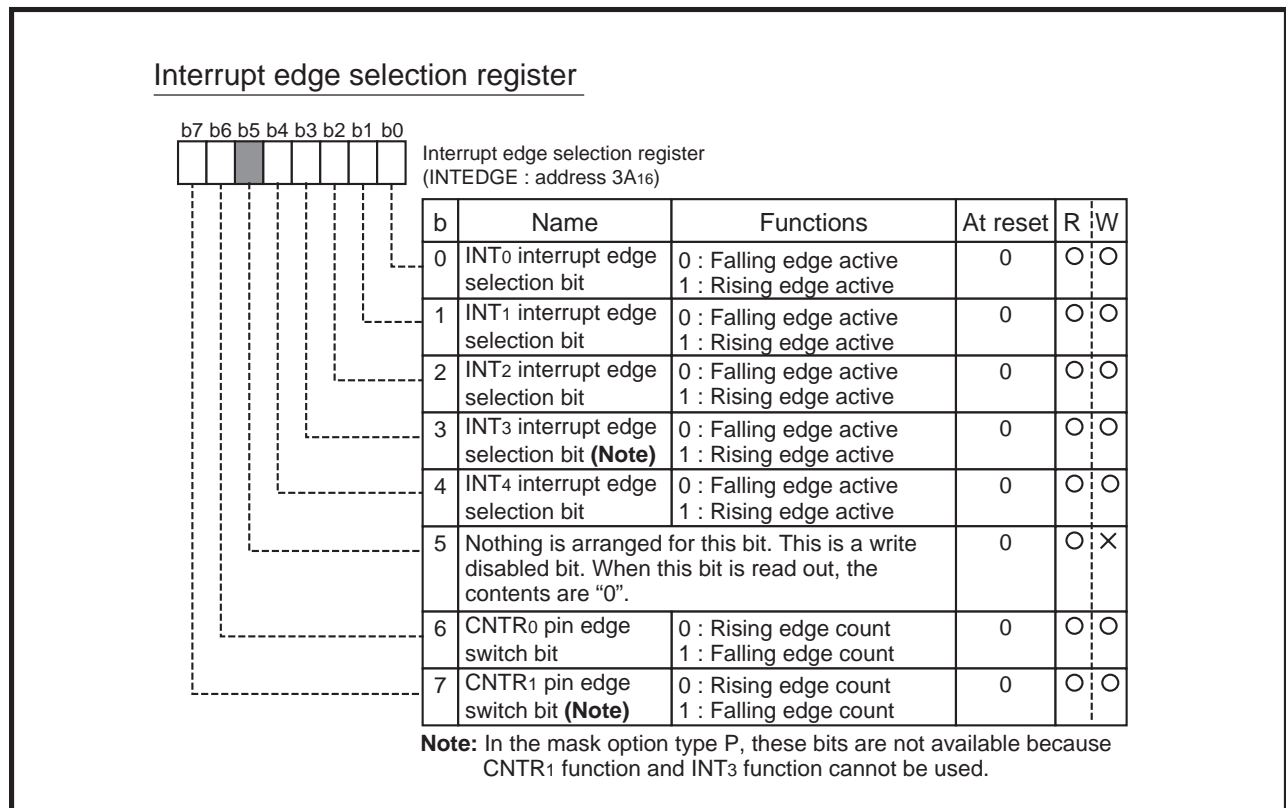 Interrupt edge selection register
b7 b6 b5 b4 b3 b2 b1 b0
Interrupt edge selection register
(INTEDGE : address 3A16)
b Name Functions At reset R W
0 INT0 interrupt edge selection bit 0 : Falling edge active 1 : Rising edge active 0 O O
1 INT1 interrupt edge selection bit 0 : Falling edge active 1 : Rising edge active 0 O O
2 INT2 interrupt edge selection bit 0 : Falling edge active 1 : Rising edge active 0 O O
3 INT3 interrupt edge selection bit (Note) 0 : Falling edge active 1 : Rising edge active 0 O O
4 INT4 interrupt edge selection bit 0 : Falling edge active 1 : Rising edge active 0 O O
5 Nothing is arranged for this bit. This is a write 0 O ×
disabled bit. When this bit is read out, the
contents are “0”.
6 CNTR0 pin edge switch bit 0 : Rising edge count 1 : Falling edge count 0 O O
7 CNTR1 pin edge switch bit (Note) 0 : Rising edge count 1 : Falling edge count 0 O O
Note: In the mask option type P, these bits are not available because
CNTR1 function and INT3 function cannot be used.